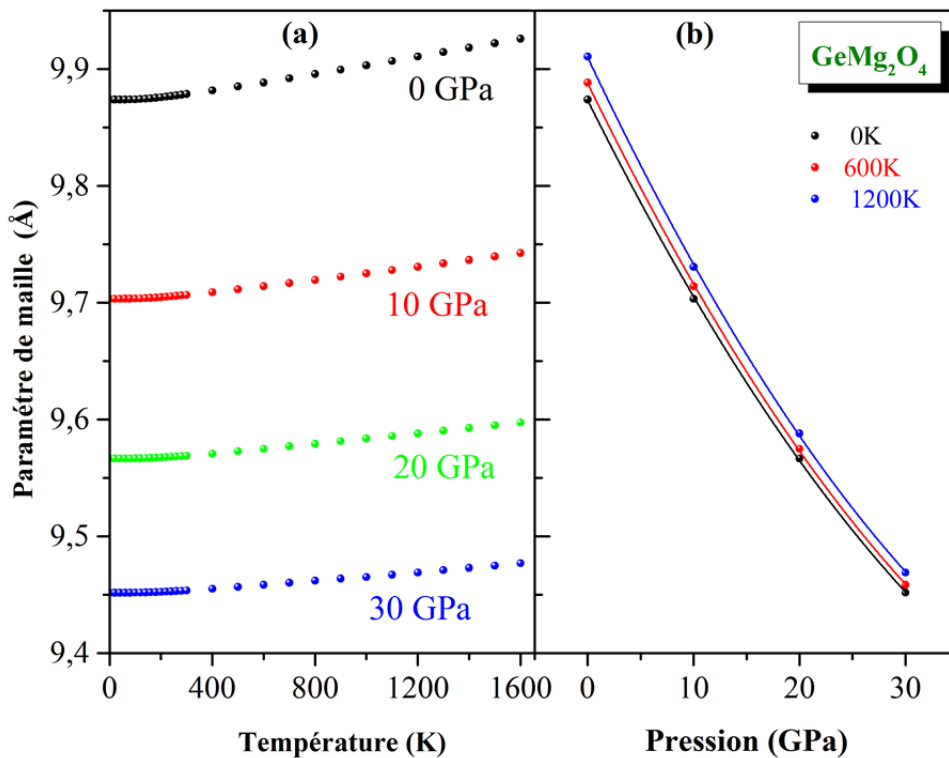 (a)
(b)
GeMg₂O₄
9,9
9,8
9,7
9,6
9,5
9,4
Paramétre de maille (Å)
0 GPa
10 GPa
20 GPa
30 GPa
0K
600K
1200K
0 400 800 1200 1600
0 10 20 30
Température (K)
Pression (GPa)